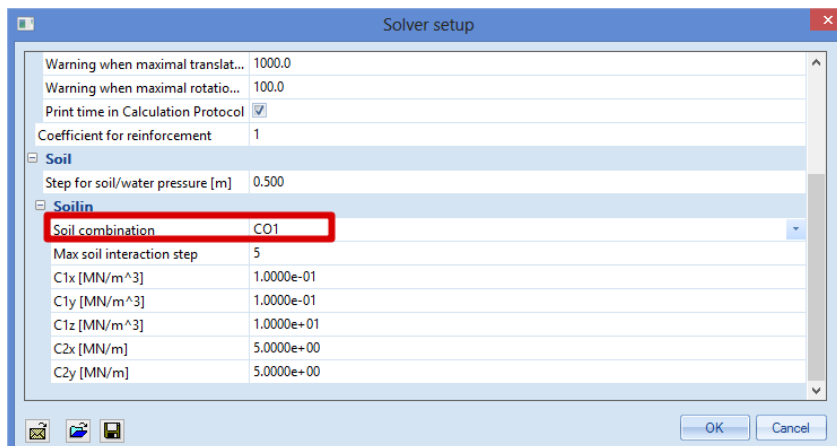 Solver setup
Warning when maximal translat... 1000.0
Warning when maximal rotatio... 100.0
Print time in Calculation Protocol
Coefficient for reinforcement 1
Soil
Step for soil/water pressure [m] 0.500
Soilin
Soil combination CO1
Max soil interaction step 5
C1x [MN/m^3] 1.0000e-01
C1y [MN/m^3] 1.0000e-01
C1z [MN/m^3] 1.0000e+01
C2x [MN/m] 5.0000e+00
C2y [MN/m] 5.0000e+00
OK Cancel